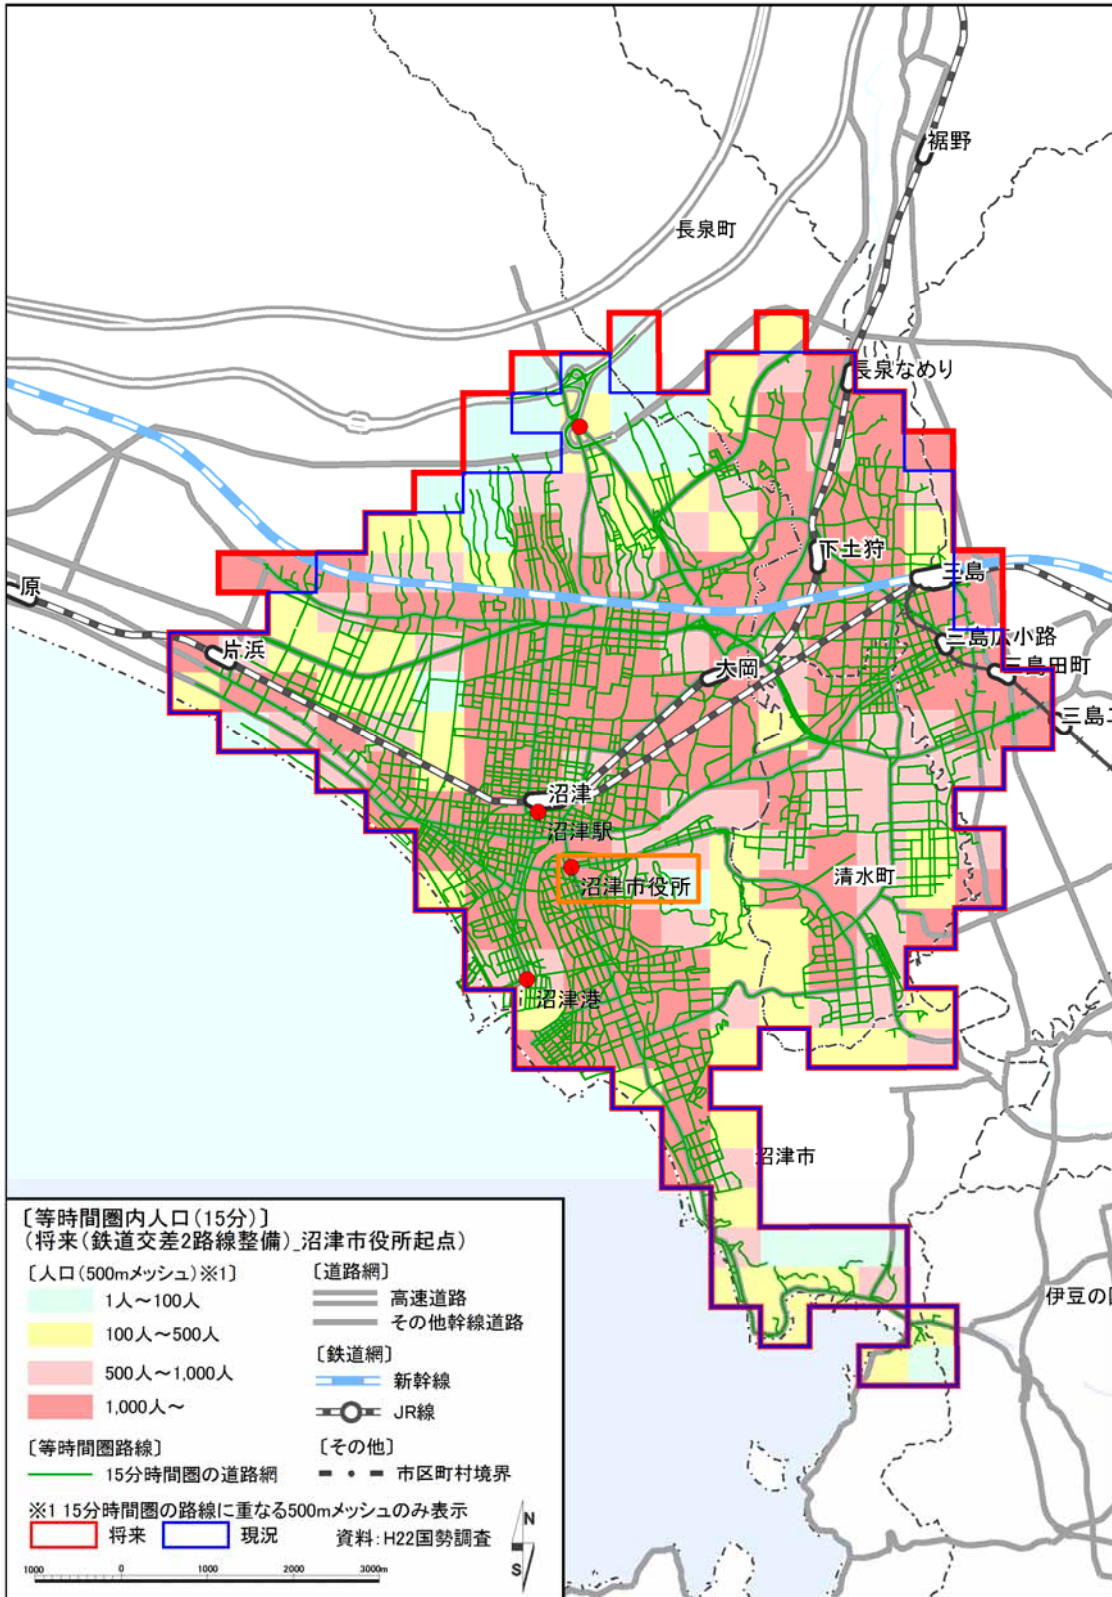 裾野
長泉町
長泉なめり
下土狩
三島
原
三島広小路
片浜
大岡
三島田町
三島二
沼津
沼津駅
清水町
沼津市役所
沼津港
沼津市
伊豆の国
〔等時間圏内人口(15分)〕
(将来(鉄道交差2路線整備)_沼津市役所起点)
〔人口(500mメッシュ)※1〕
1人～100人
100人～500人
500人～1,000人
1,000人～
〔等時間圏路線〕
15分時間圏の道路網
〔道路網〕
高速道路
その他幹線道路
〔鉄道網〕
新幹線
JR線
〔その他〕
市区町村境界
※1 15分時間圏の路線に重なる500mメッシュのみ表示
将来 現況 資料:H22国勢調査
N
S
1000 0 1000 2000 3000m